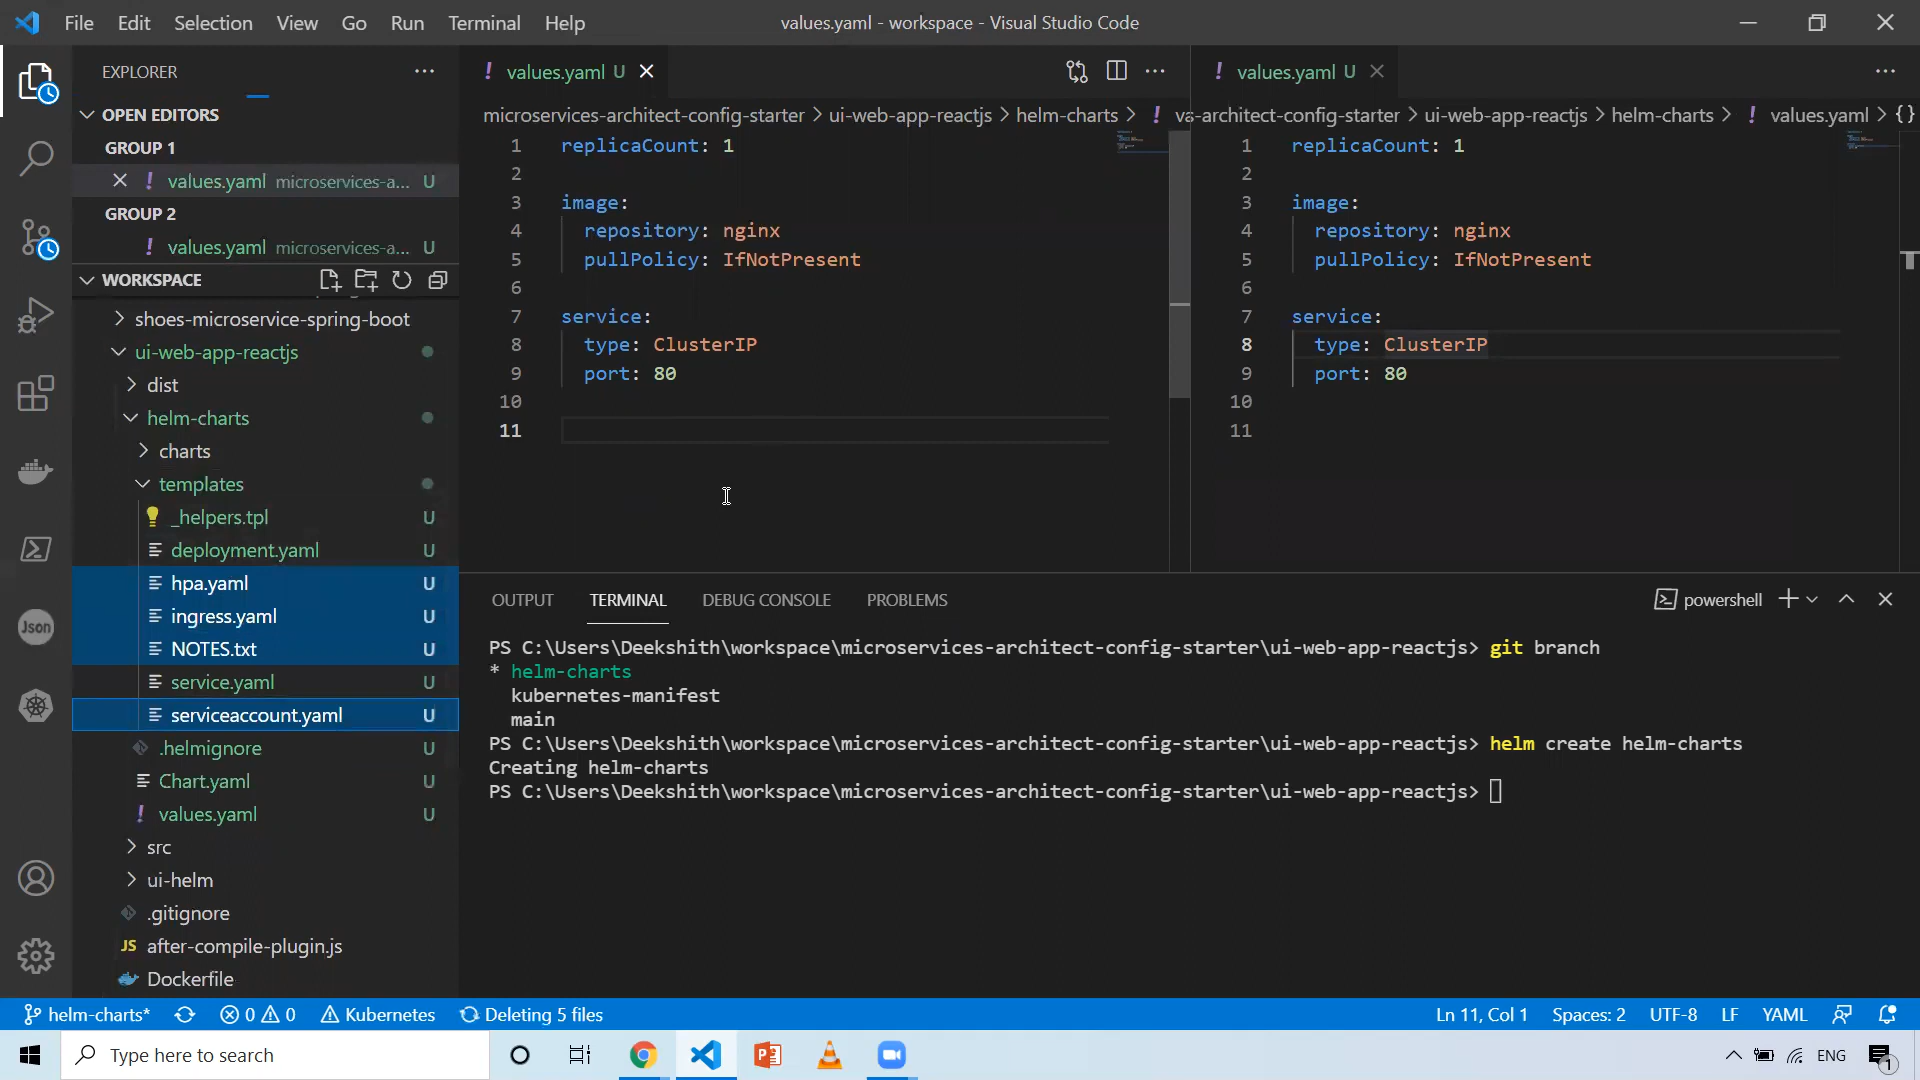 File Edit Selection View Go Run Terminal Help
values.yaml - workspace - Visual Studio Code
EXPLORER
OPEN EDITORS
GROUP 1
values.yaml microservices-a... U
GROUP 2
values.yaml microservices-a... U
WORKSPACE
shoes-microservice-spring-boot
ui-web-app-reactjs
dist
helm-charts
charts
templates
_helpers.tpl U
deployment.yaml U
hpa.yaml U
ingress.yaml U
NOTES.txt U
service.yaml U
serviceaccount.yaml U
.helmignore U
Chart.yaml U
values.yaml U
src
ui-helm
.gitignore
JS after-compile-plugin.js
Dockerfile
Json
values.yaml U
microservices-architect-config-starter > ui-web-app-reactjs > helm-charts > va
1 replicaCount: 1
2
3 image:
4 repository: nginx
5 pullPolicy: IfNotPresent
6
7 service:
8 type: ClusterIP
9 port: 80
10
11
values.yaml U
-architect-config-starter > ui-web-app-reactjs > helm-charts > values.yaml > {}
1 replicaCount: 1
2
3 image:
4 repository: nginx
5 pullPolicy: IfNotPresent
6
7 service:
8 type: ClusterIP
9 port: 80
10
11
OUTPUT TERMINAL DEBUG CONSOLE PROBLEMS
powershell
PS C:\Users\Deekshith\workspace\microservices-architect-config-starter\ui-web-app-reactjs> git branch
* helm-charts
kubernetes-manifest
main
PS C:\Users\Deekshith\workspace\microservices-architect-config-starter\ui-web-app-reactjs> helm create helm-charts
Creating helm-charts
PS C:\Users\Deekshith\workspace\microservices-architect-config-starter\ui-web-app-reactjs>
helm-charts* 0 0 Kubernetes Deleting 5 files
Ln 11, Col 1 Spaces: 2 UTF-8 LF YAML
Type here to search
ENG
1